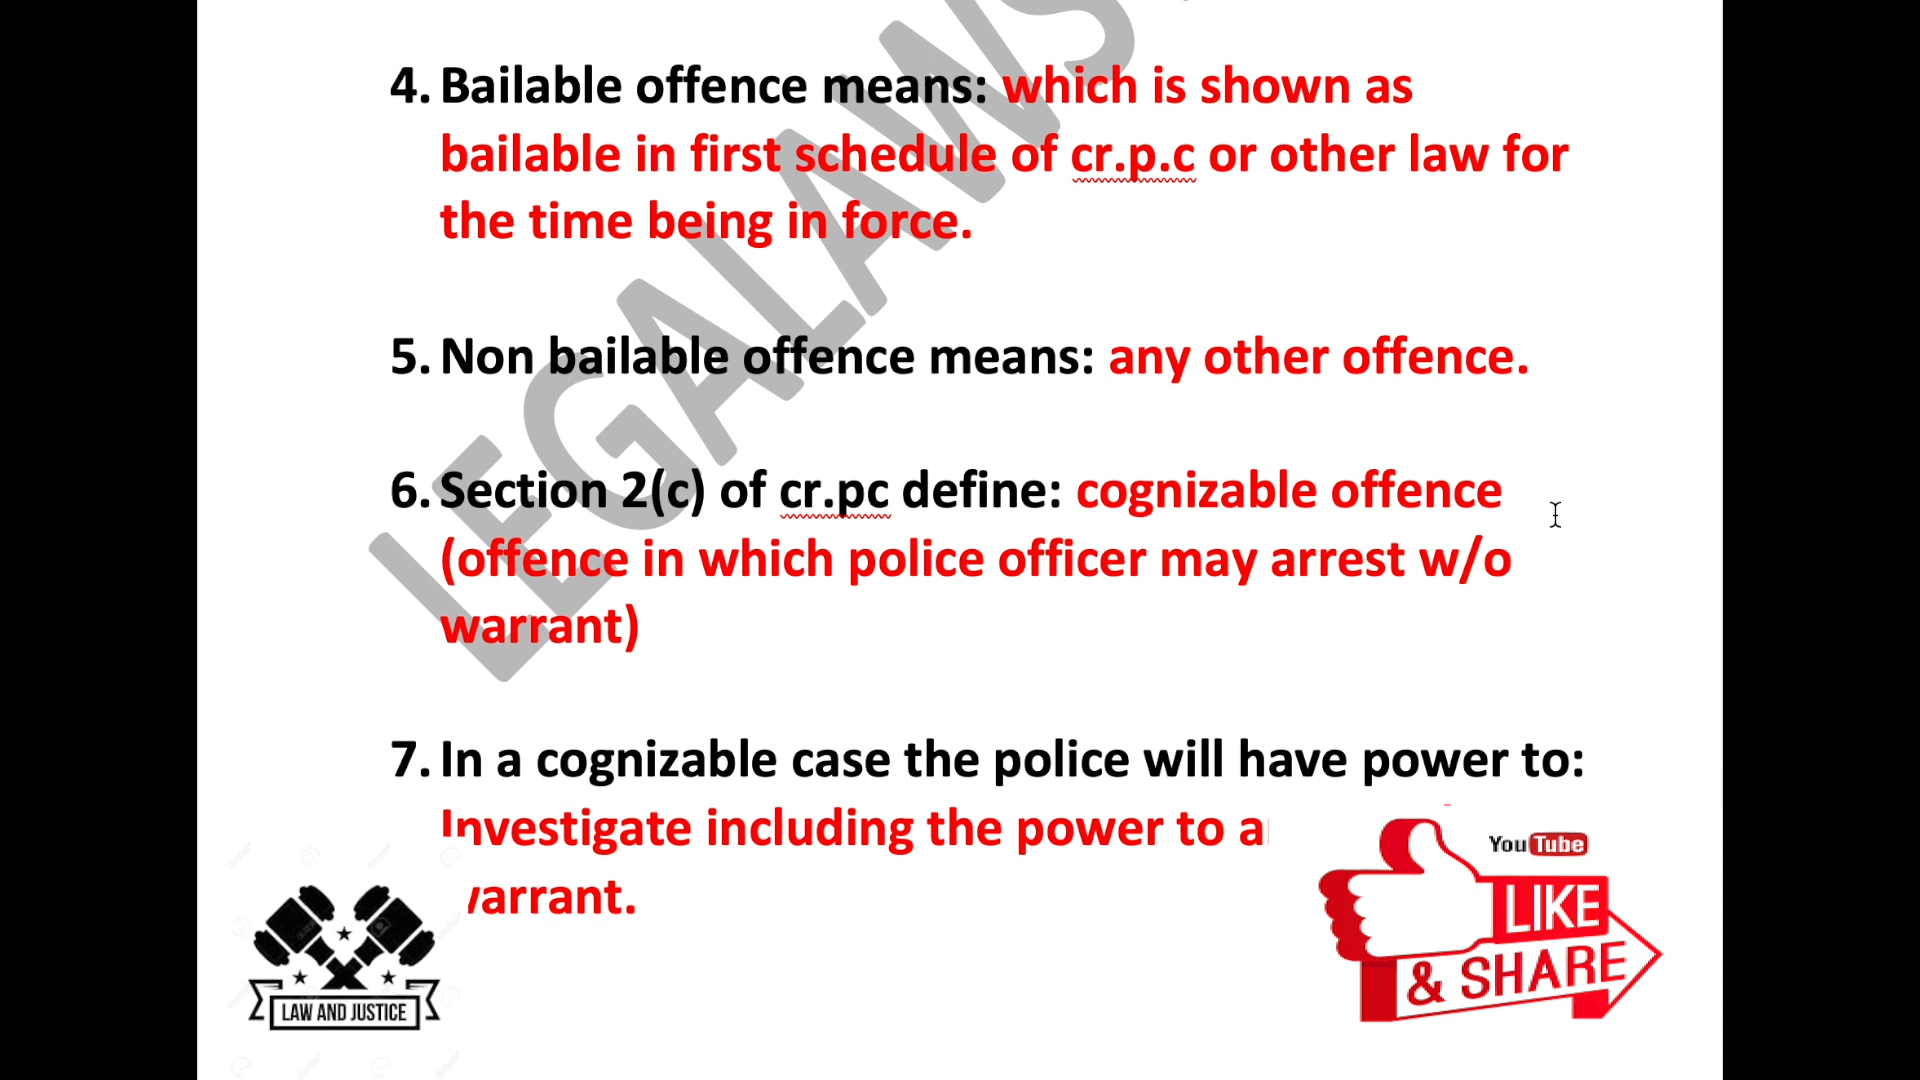 4. Bailable offence means: which is shown as
bailable in first schedule of cr.p.c or other law for
the time being in force.
5. Non bailable offence means: any other offence.
6. Section 2(c) of cr.pc define: cognizable offence
(offence in which police officer may arrest w/o
warrant)
7. In a cognizable case the police will have power to:
Investigate including the power to
LEGALAWS
LAW AND JUSTICE
YouTube
LIKE
& SHARE